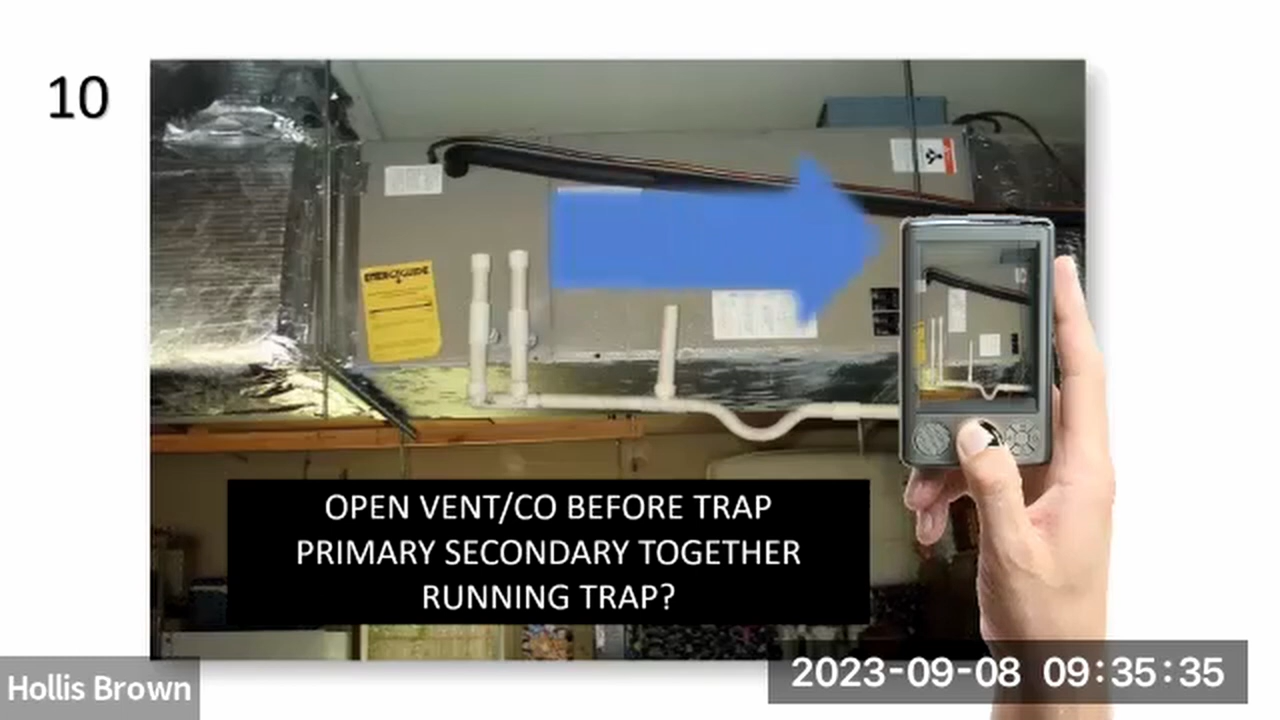 10
ENERGYGUIDE
OPEN VENT/CO BEFORE TRAP
PRIMARY SECONDARY TOGETHER
RUNNING TRAP?
Hollis Brown
2023-09-08 09:35:35